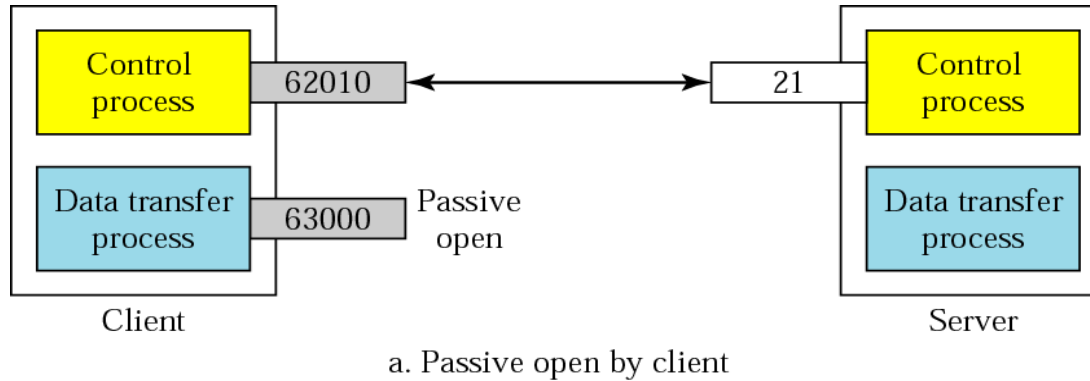 Control
process
62010
21
Control
process
Data transfer
process
63000
Passive
open
Data transfer
process
Client
Server
a. Passive open by client